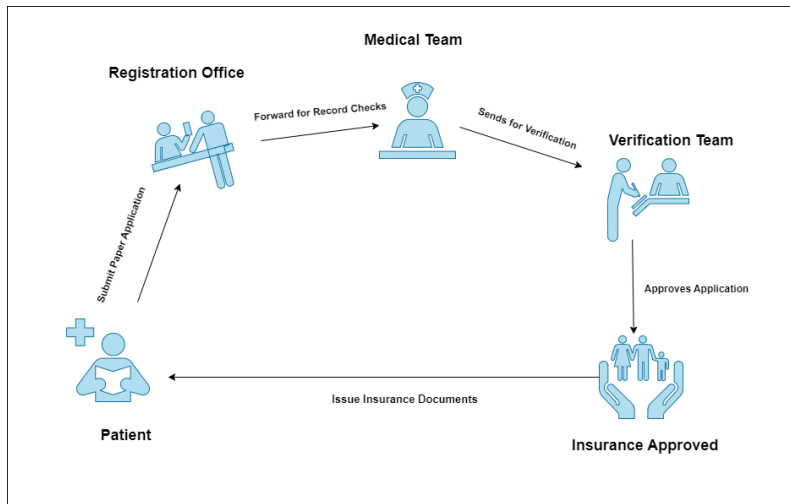 Medical Team
Registration Office
Forward for Record Checks
Sends for Verification
Verification Team
Submit Paper Application
Approves Application
Issue Insurance Documents
Patient
Insurance Approved